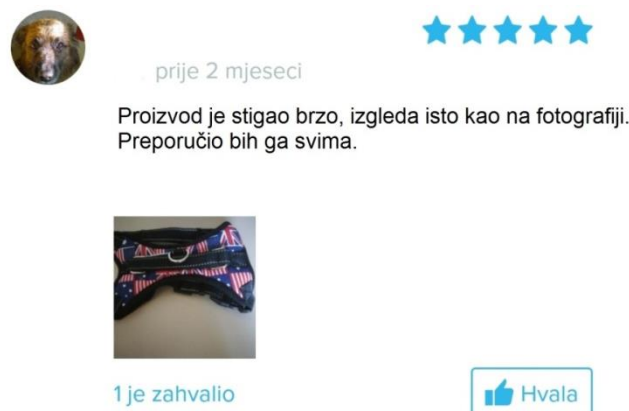 prije 2 mjeseci
Proizvod je stigao brzo, izgleda isto kao na fotografiji.
Preporučio bih ga svima.
1 je zahvalio
Hvala